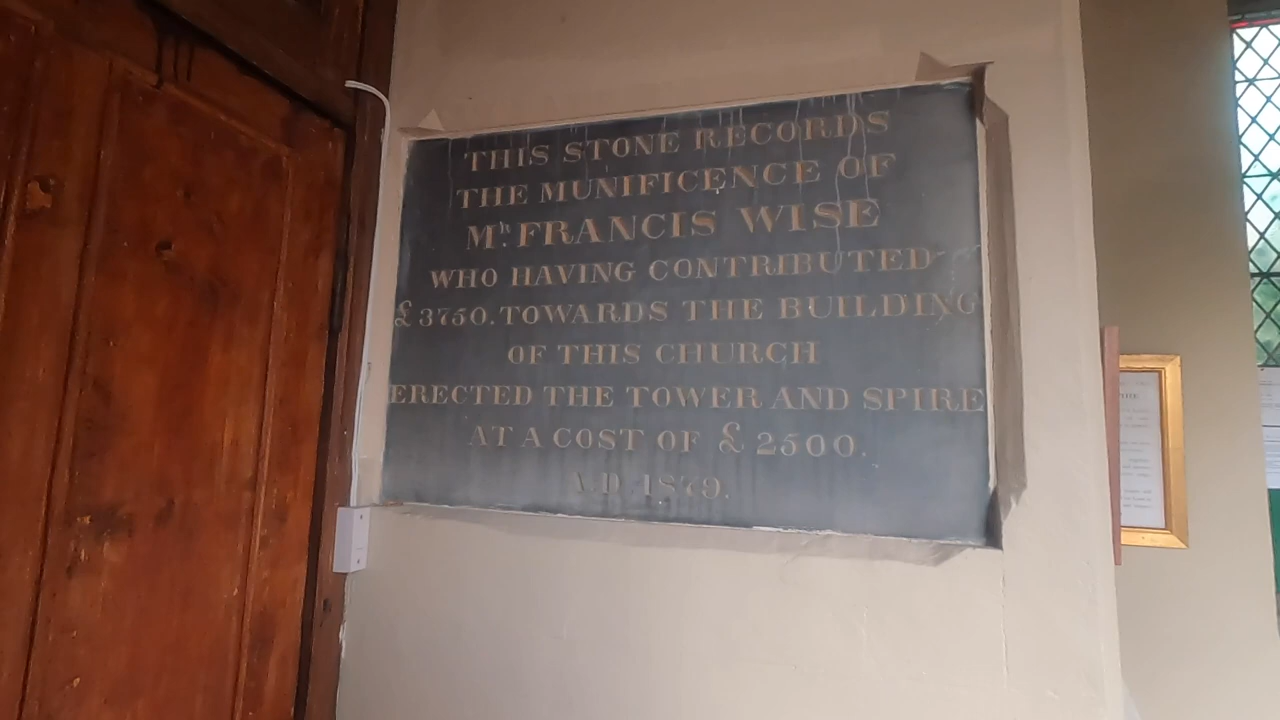 THIS STONE RECORDS
THE MUNIFICENCE OF
Mr. FRANCIS WISE
WHO HAVING CONTRIBUTED
£3750. TOWARDS THE BUILDING
OF THIS CHURCH
ERECTED THE TOWER AND SPIRE
AT A COST OF £2500.
A.D. 1879.